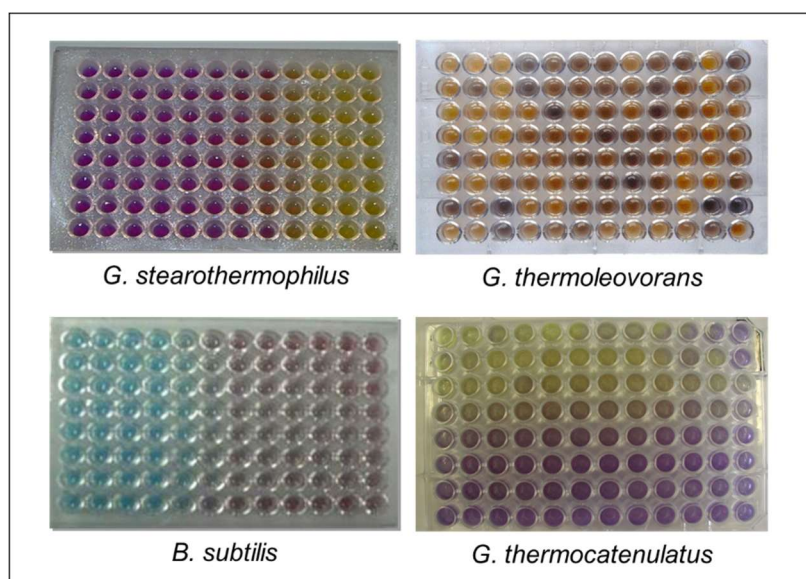 G. stearothermophilus
G. thermoleovorans
B. subtilis
G. thermocatenulatus